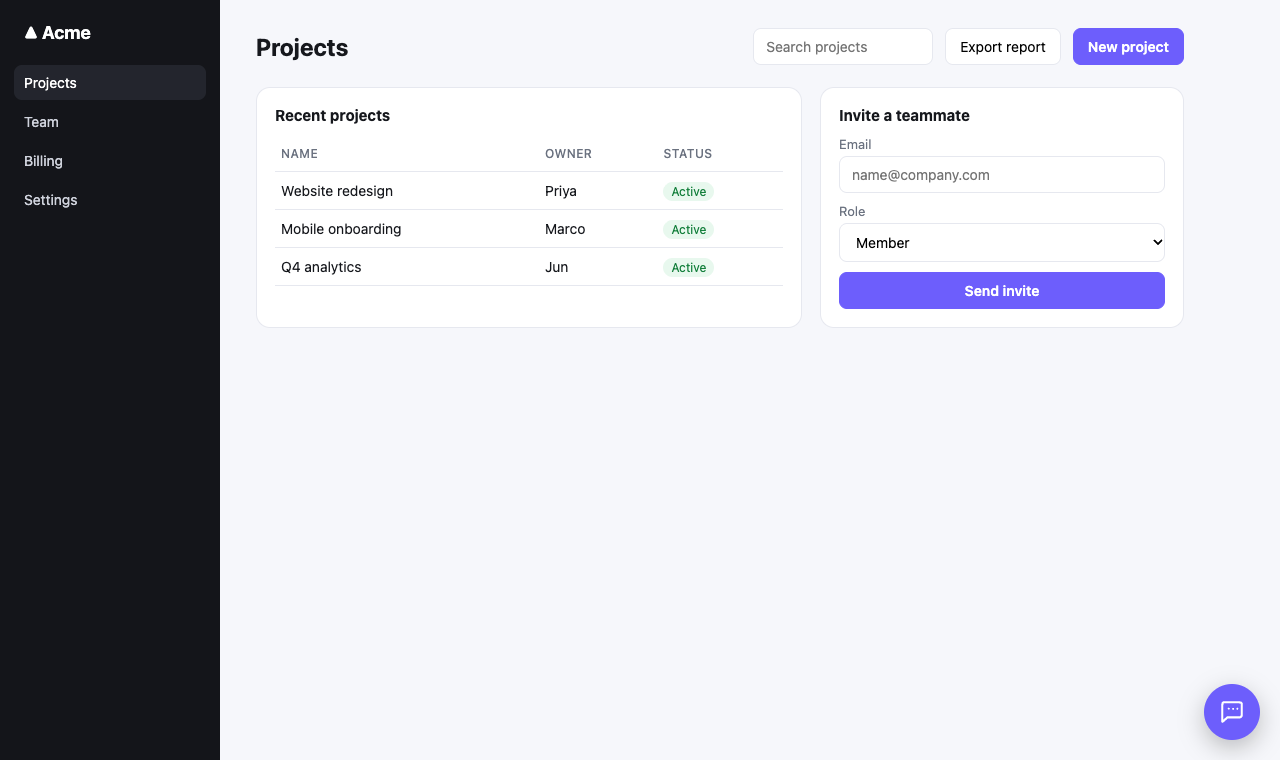 Acme
Projects
Team
Billing
Settings
Projects
Search projects
Export report
New project
Recent projects
NAME OWNER STATUS
Website redesign Priya Active
Mobile onboarding Marco Active
Q4 analytics Jun Active
Invite a teammate
Email
name@company.com
Role
Member
Send invite